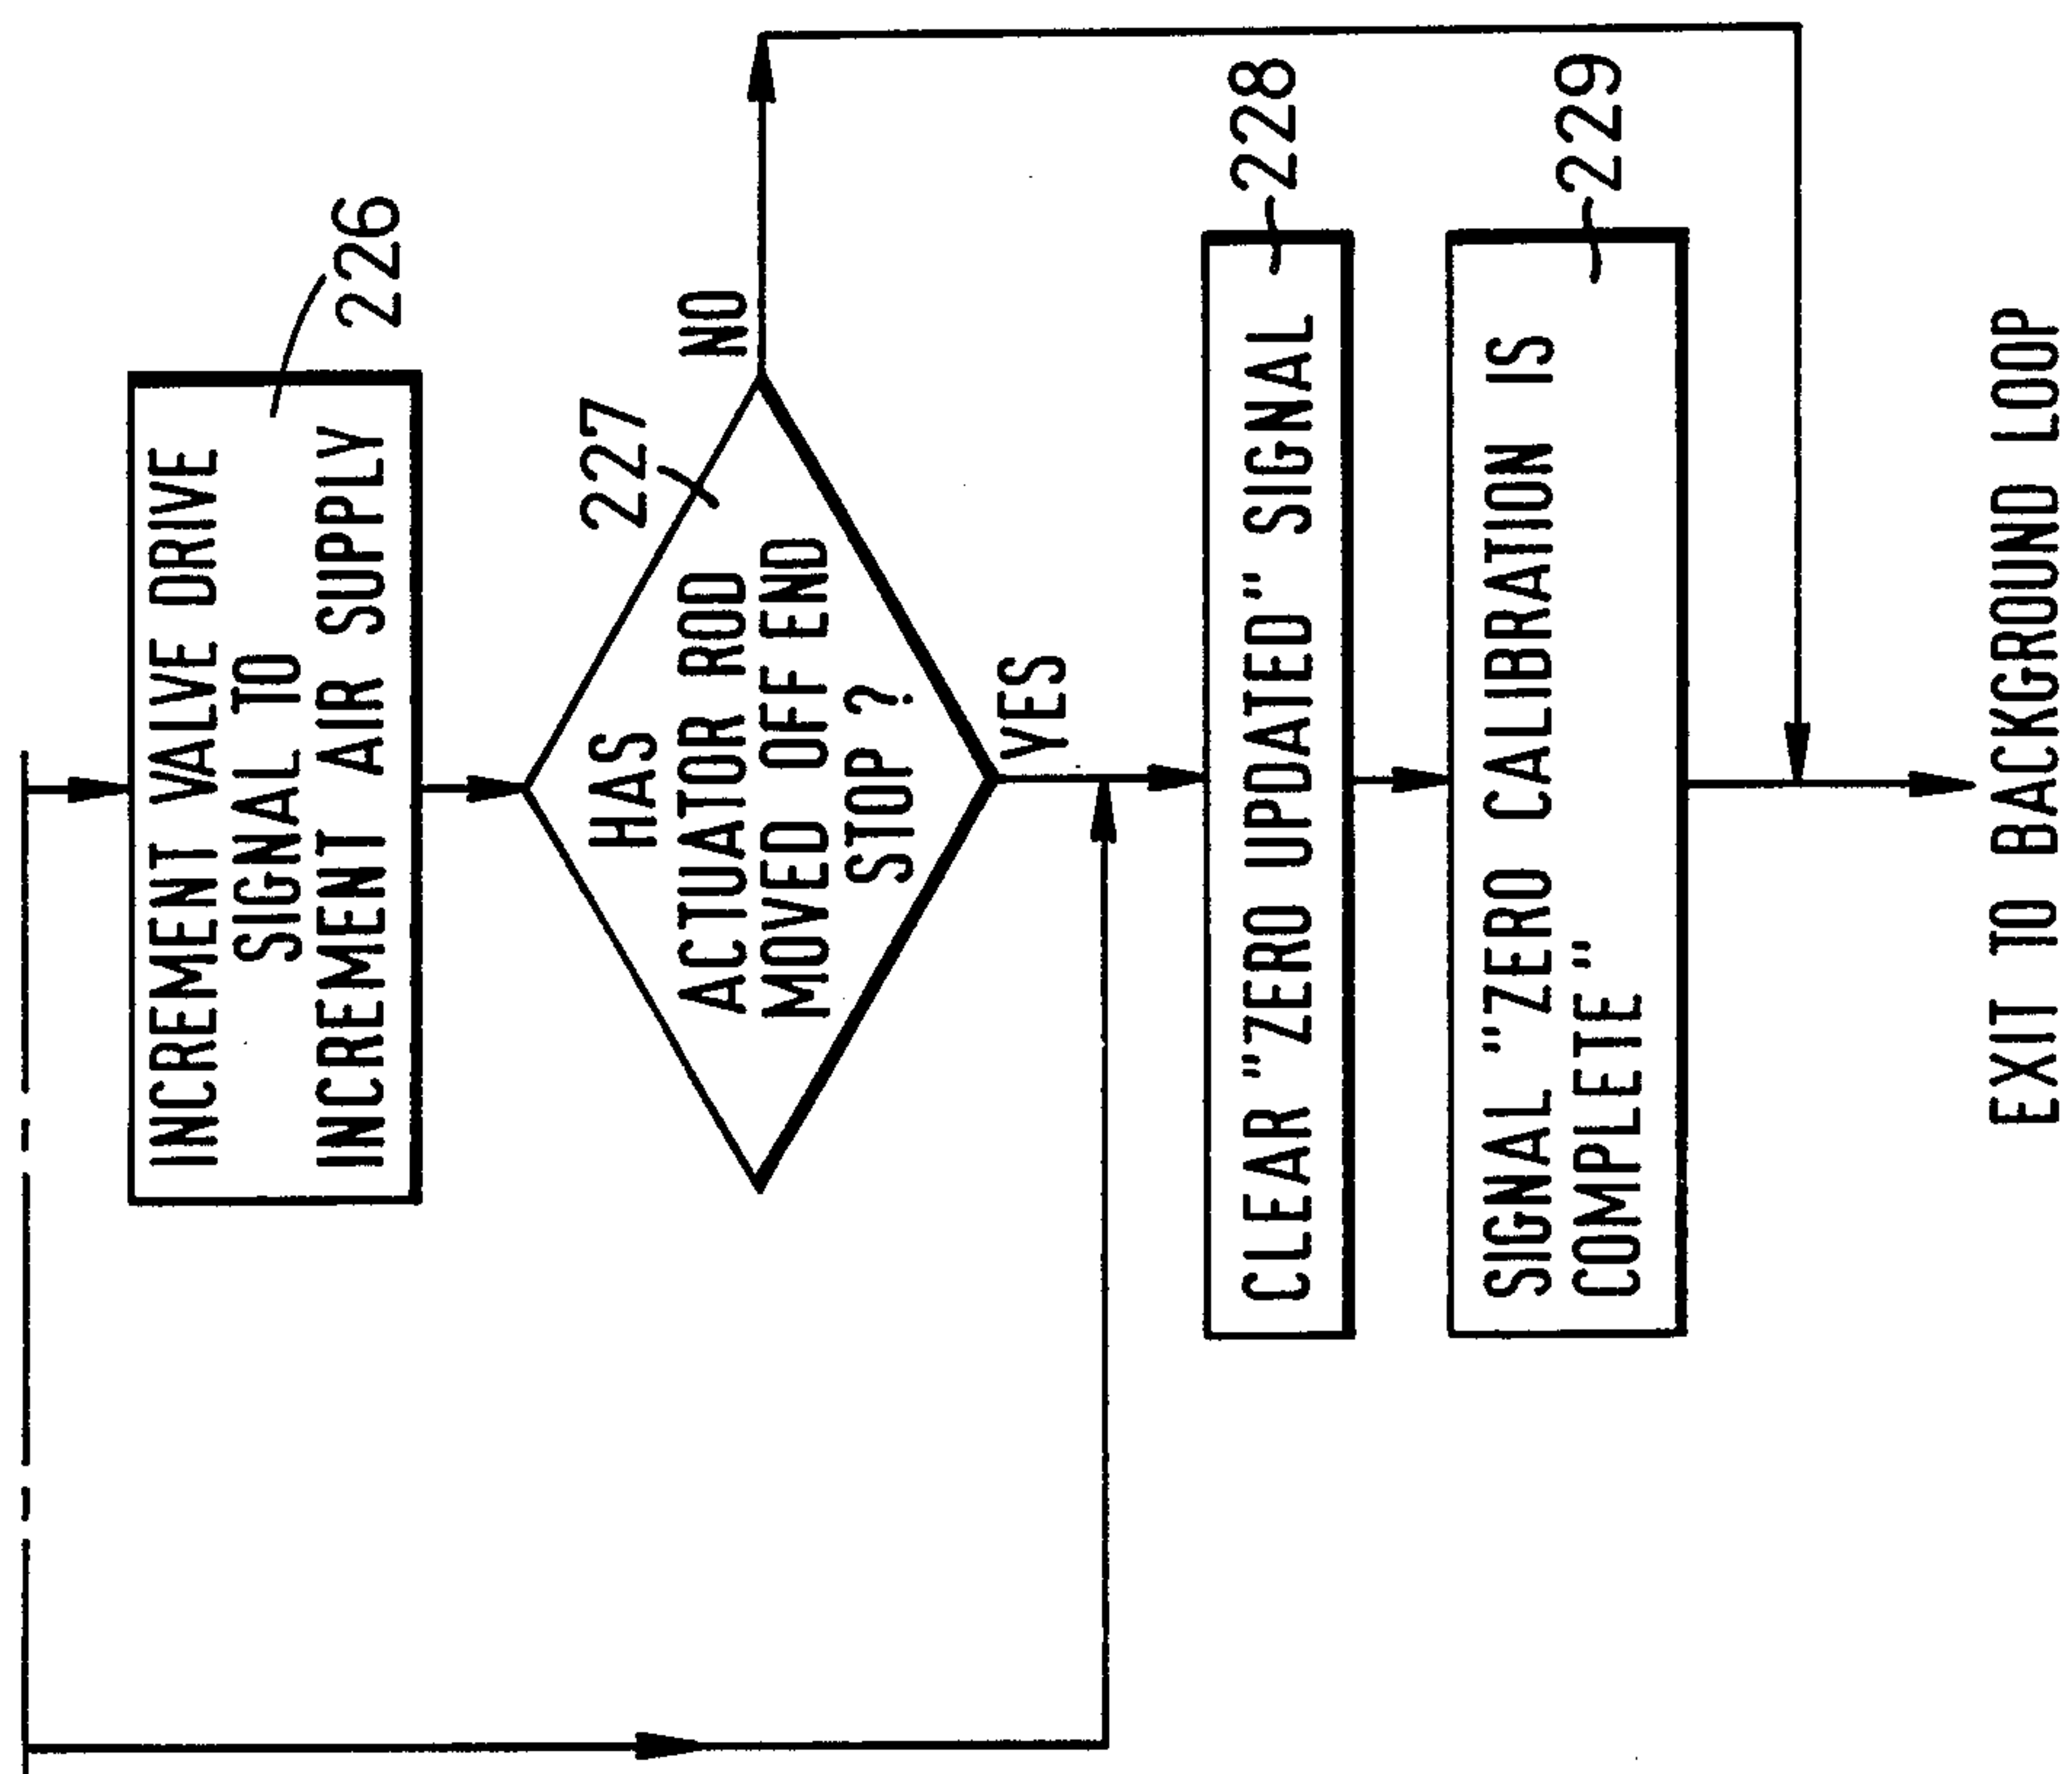 INCREMENT VALVE DRIVE
SIGNAL TO
INCREMENT AIR SUPPLY
226
HAS
ACTUATOR ROD
MOVED OFF END
STOP ?
227
NO
YES
CLEAR "ZERO UPDATED" SIGNAL
228
SIGNAL "ZERO CALIBRATION IS
COMPLETE"
229
EXIT TO BACKGROUND LOOP